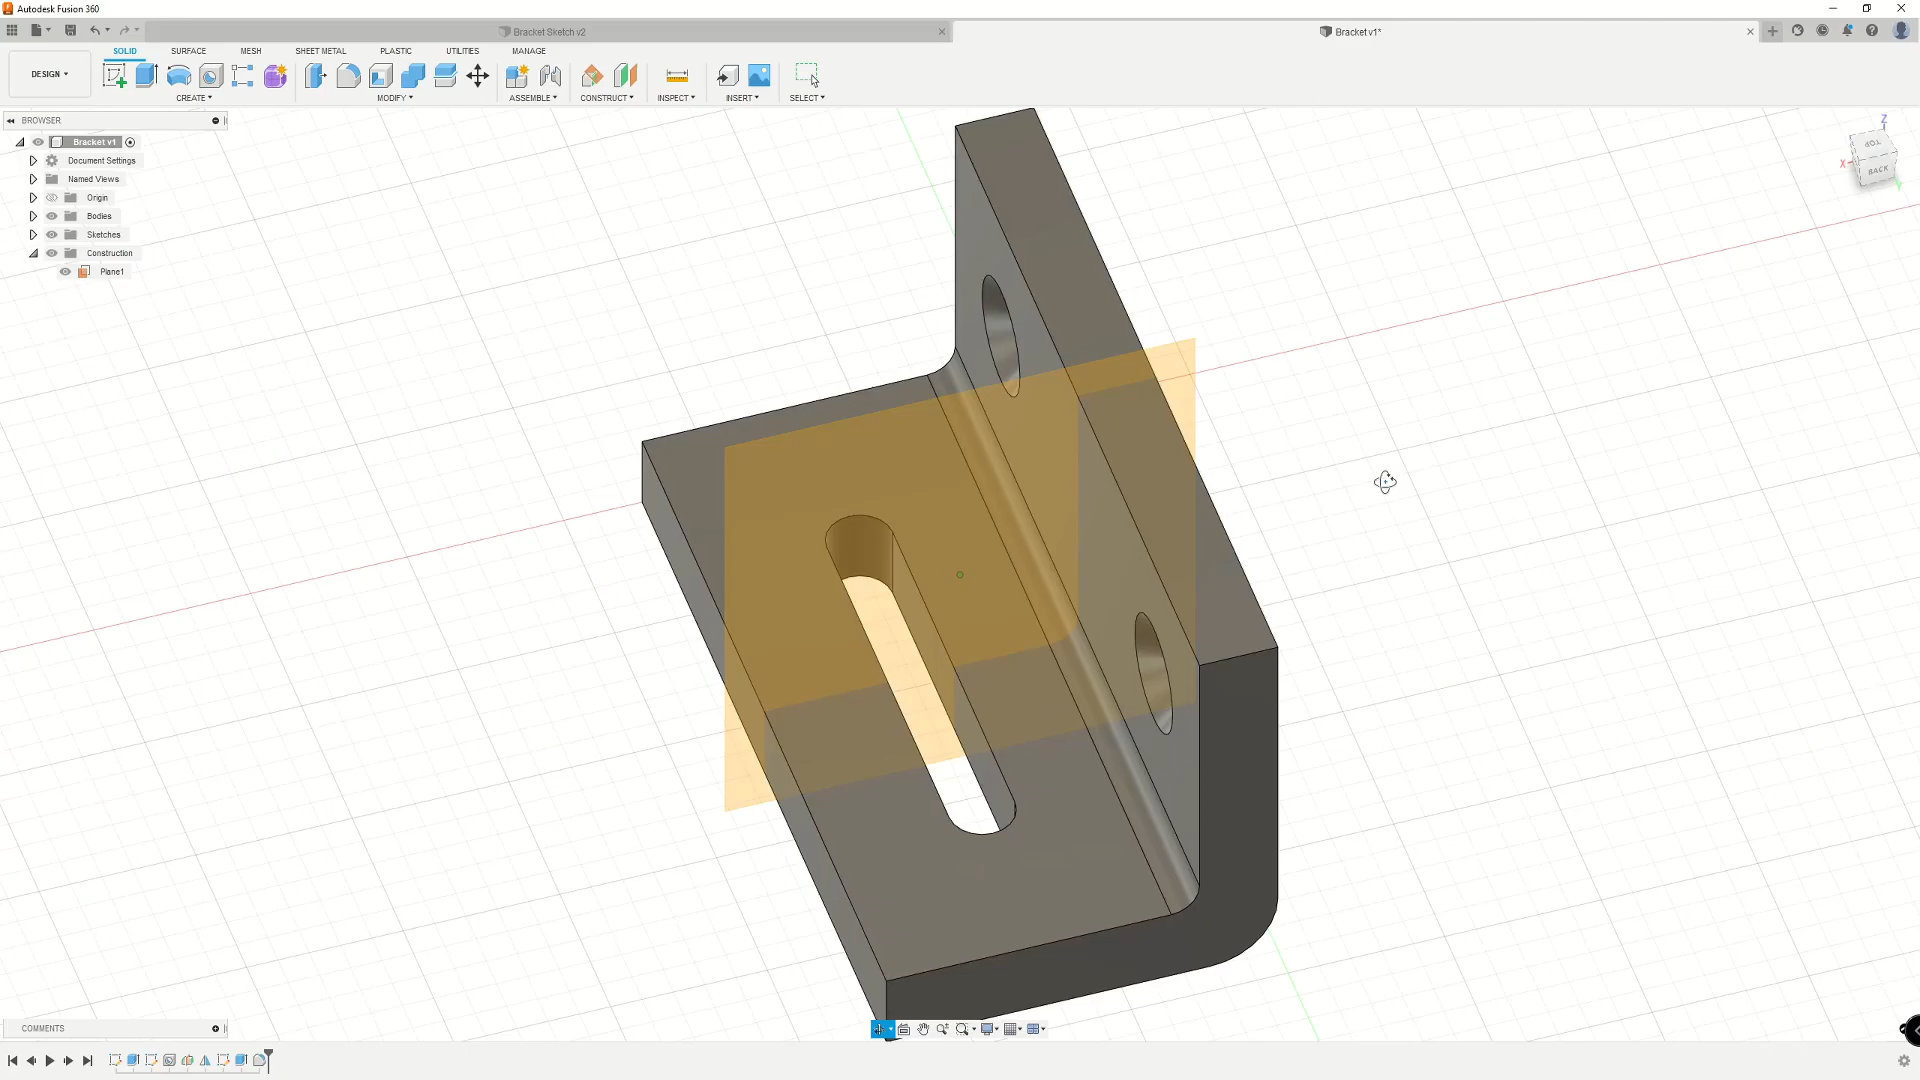 Autodesk Fusion 360
Bracket Sketch v2
Bracket v1*
SOLID SURFACE MESH SHEET METAL PLASTIC UTILITIES MANAGE
DESIGN
CREATE MODIFY ASSEMBLE CONSTRUCT INSPECT INSERT SELECT
BROWSER
Bracket v1
Document Settings
Named Views
Origin
Bodies
Sketches
Construction
Plane1
Z
TOP
X
BACK
Y
COMMENTS